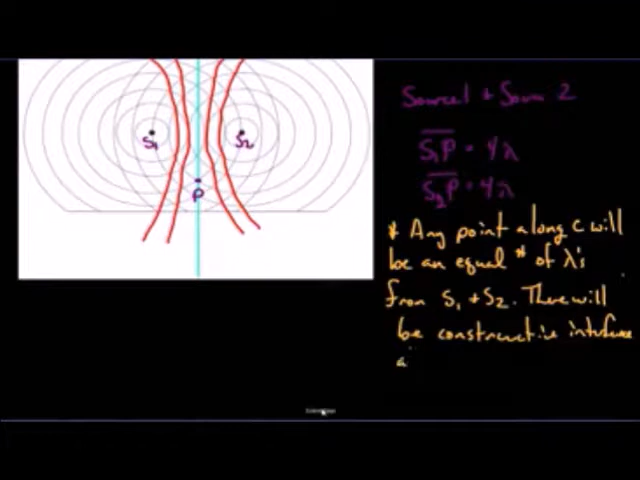 S₁
S₂
P
Source 1 + Source 2
S₁P = 4λ
S₂P = 4λ
* Any point along C will
be an equal # of λ's
from S₁ + S₂. There will
be constructive
a